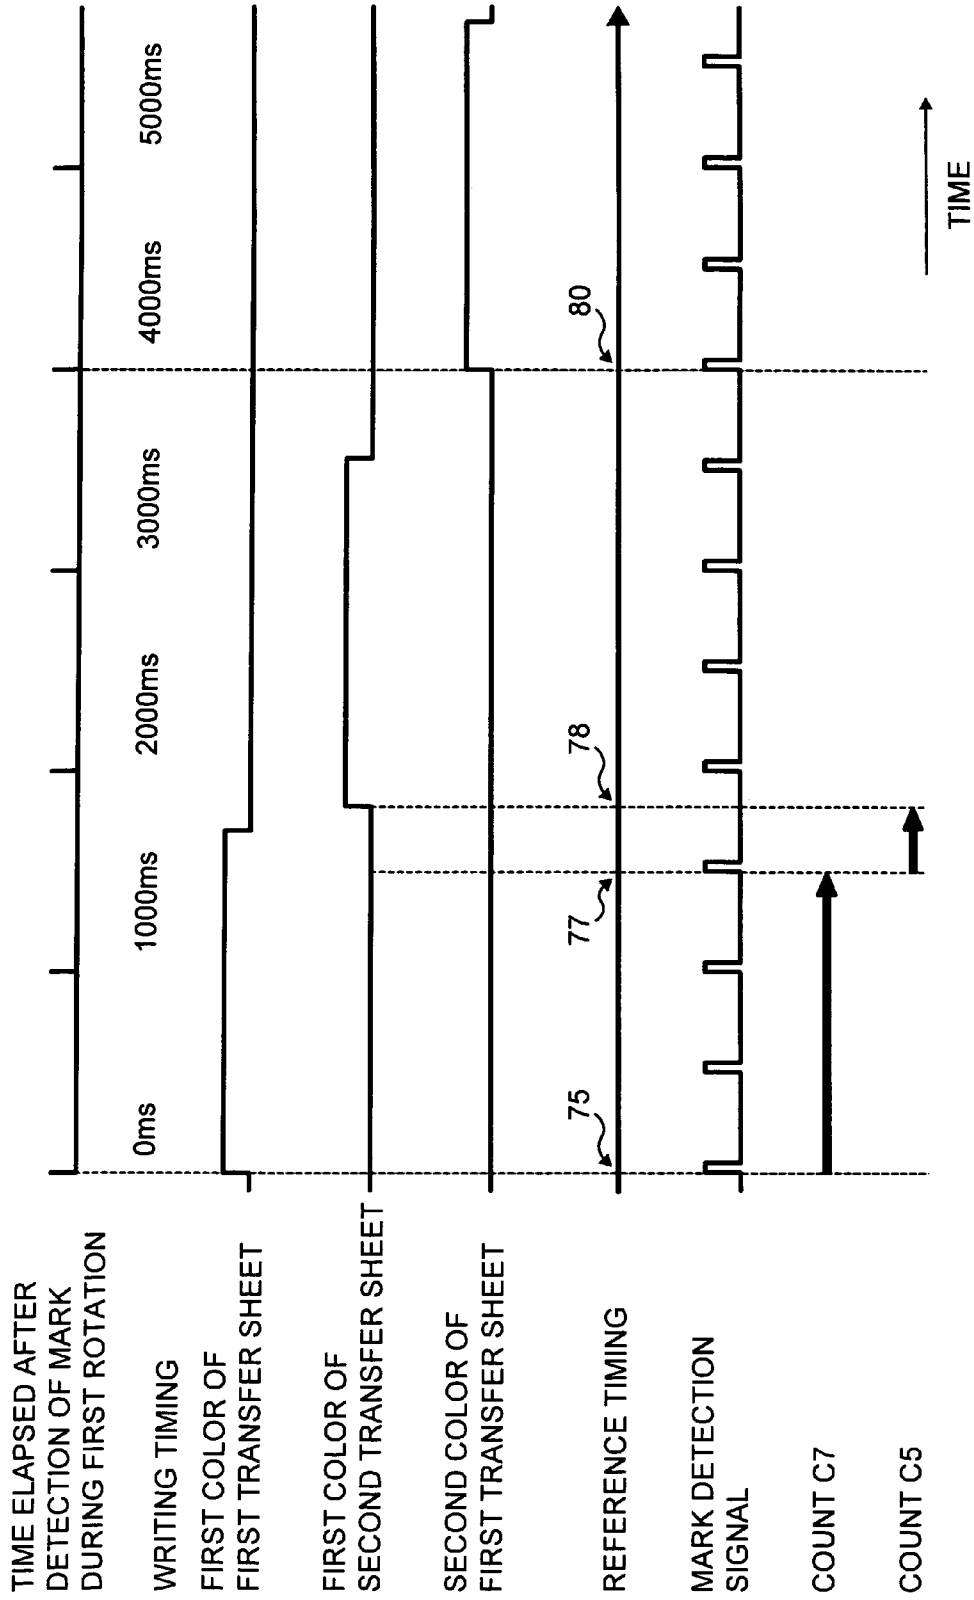 TIME ELAPSED AFTER
DETECTION OF MARK
DURING FIRST ROTATION
0ms
1000ms
2000ms
3000ms
4000ms
5000ms
WRITING TIMING
FIRST COLOR OF
FIRST TRANSFER SHEET
FIRST COLOR OF
SECOND TRANSFER SHEET
SECOND COLOR OF
FIRST TRANSFER SHEET
REFERENCE TIMING
75
77
78
80
MARK DETECTION
SIGNAL
COUNT C7
COUNT C5
TIME